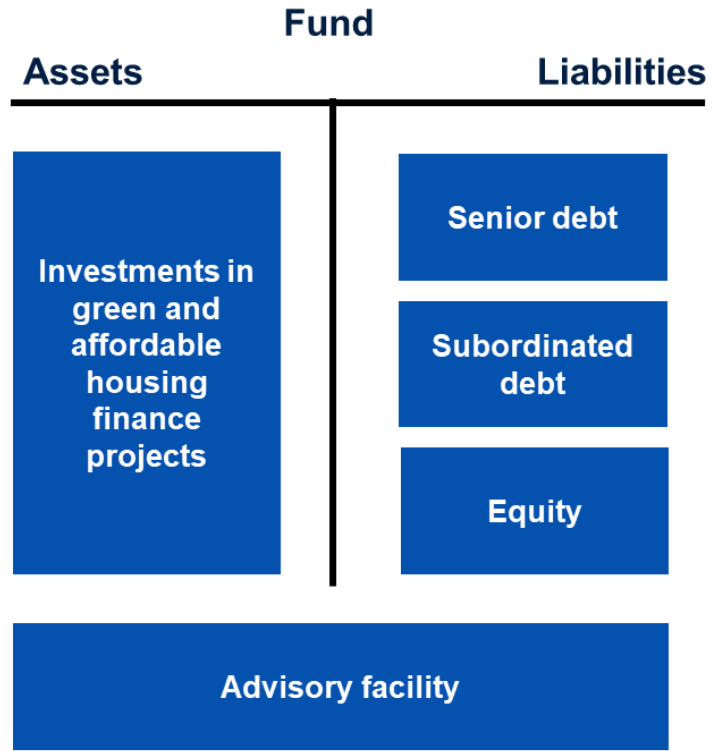 Fund
Assets
Liabilities
Investments in
green and
affordable
housing
finance
projects
Senior debt
Subordinated
debt
Equity
Advisory facility